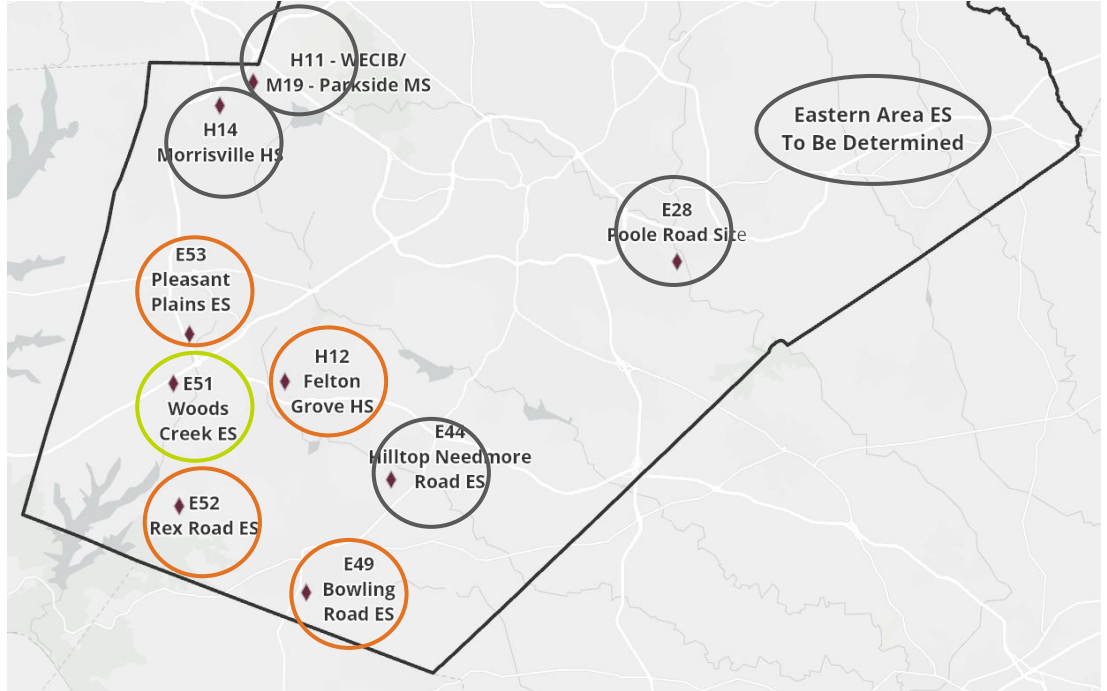 H11 - WECIB/
M19 - Parkside MS
H14
Morrisville HS
Eastern Area ES
To Be Determined
E28
Poole Road Site
E53
Pleasant
Plains ES
H12
Felton
Grove HS
E51
Woods
Creek ES
E44
Hilltop Needmore
Road ES
E52
Rex Road ES
E49
Bowling
Road ES